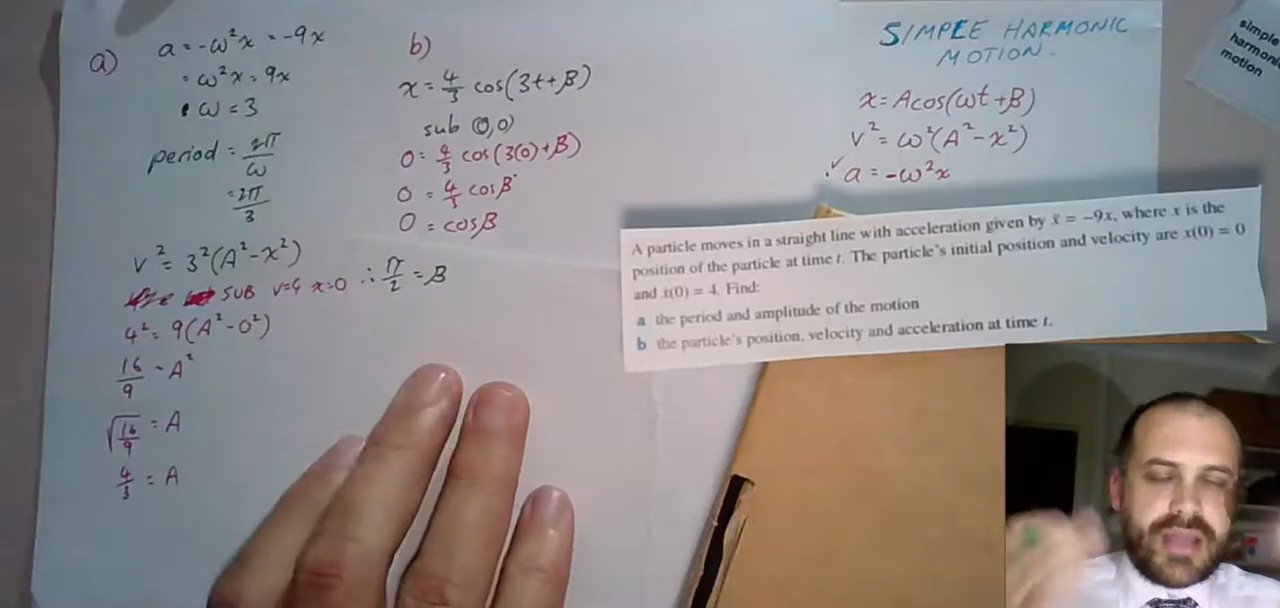 a)
a = -ω²x = -9x
= ω²x = 9x
ω = 3
period = 2π/ω
= 2π/3
v² = 3²(A² - x²)
SUB v=4 x=0
4² = 9(A² - 0²)
16/9 - A²
√16/9 = A
4/3 = A
b)
x = 4/3 cos(3t+β)
sub (0,0)
0 = 4/3 cos(3(0)+β)
0 = 4/3 cosβ
0 = cosβ
∴ π/2 = β
SIMPLE HARMONIC
MOTION.
x = Acos(ωt+β)
v² = ω²(A² - x²)
✓ a = -ω²x
simple
harmonic
motion
A particle moves in a straight line with acceleration given by ẍ = −9x, where x is the
position of the particle at time t. The particle's initial position and velocity are x(0) = 0
and ẋ(0) = 4. Find:
a the period and amplitude of the motion
b the particle's position, velocity and acceleration at time t.